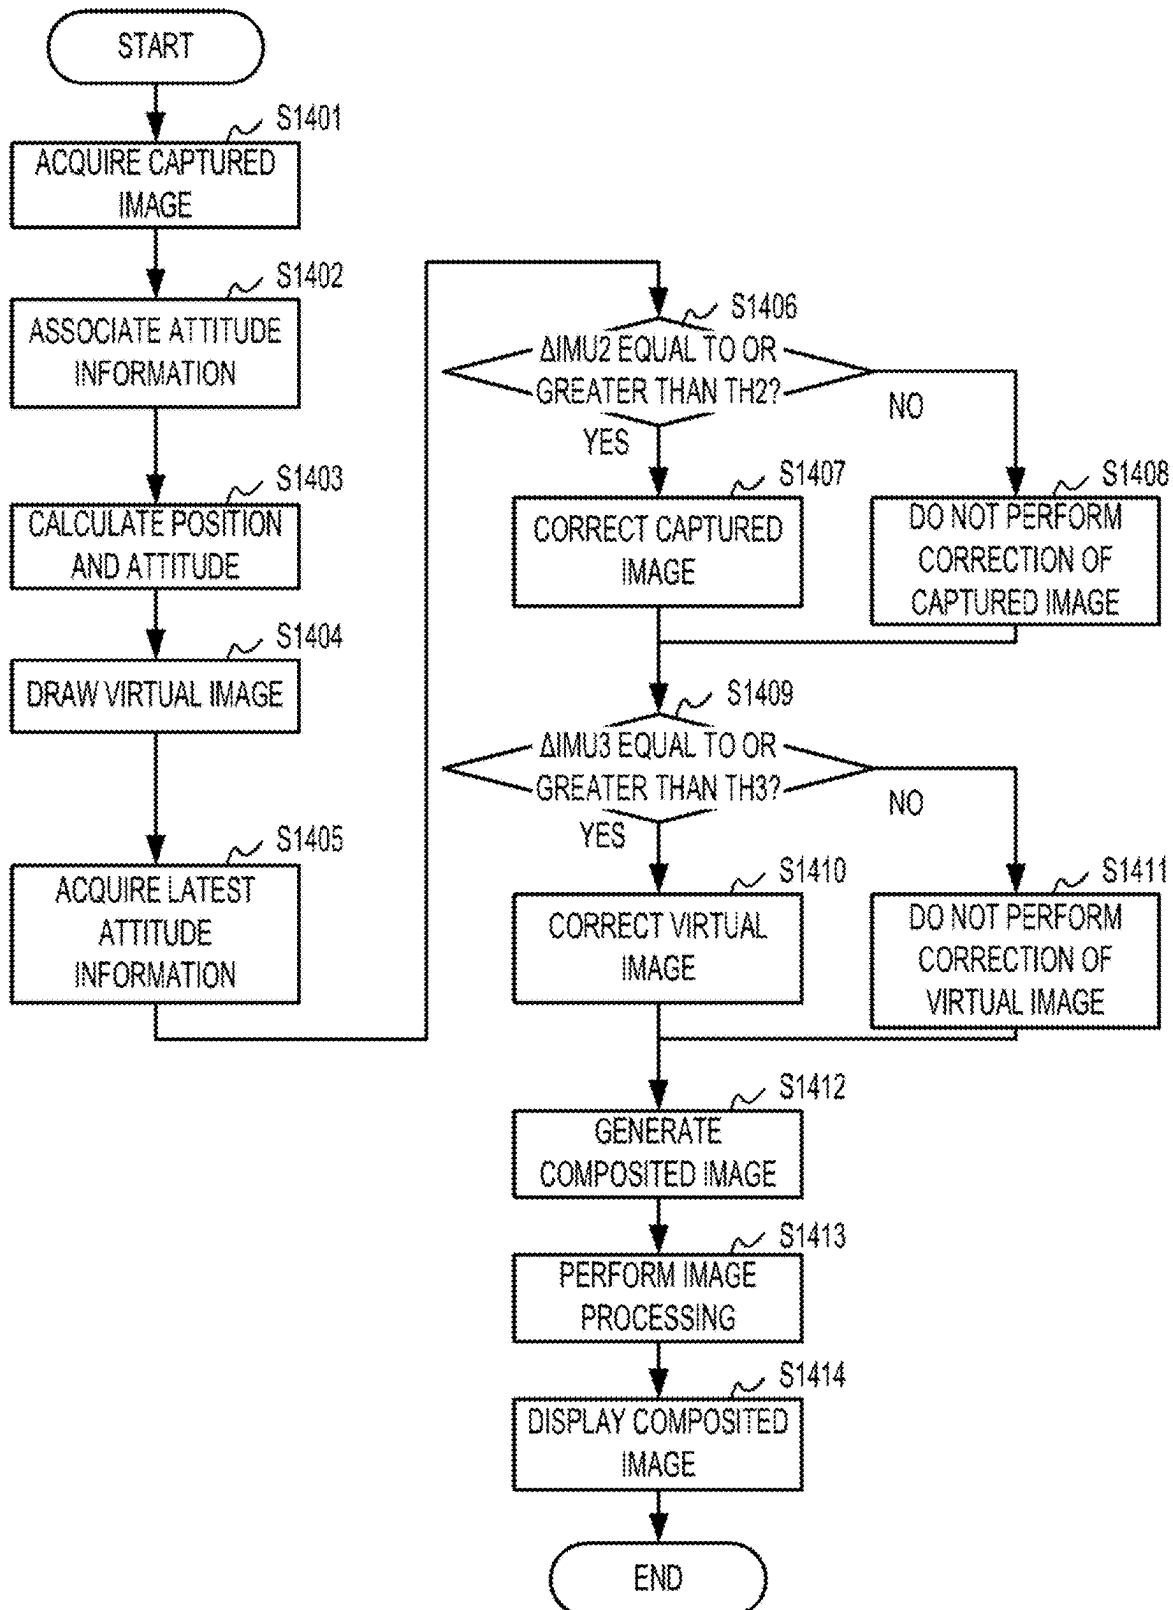 START
S1401
ACQUIRE CAPTURED
IMAGE
S1402
ASSOCIATE ATTITUDE
INFORMATION
S1403
CALCULATE POSITION
AND ATTITUDE
S1404
DRAW VIRTUAL IMAGE
S1405
ACQUIRE LATEST
ATTITUDE
INFORMATION
S1406
ΔIMU2 EQUAL TO OR
GREATER THAN TH2?
NO
YES
S1407
CORRECT CAPTURED
IMAGE
S1408
DO NOT PERFORM
CORRECTION OF
CAPTURED IMAGE
S1409
ΔIMU3 EQUAL TO OR
GREATER THAN TH3?
NO
YES
S1410
CORRECT VIRTUAL
IMAGE
S1411
DO NOT PERFORM
CORRECTION OF
VIRTUAL IMAGE
S1412
GENERATE
COMPOSITED IMAGE
S1413
PERFORM IMAGE
PROCESSING
S1414
DISPLAY COMPOSITED
IMAGE
END